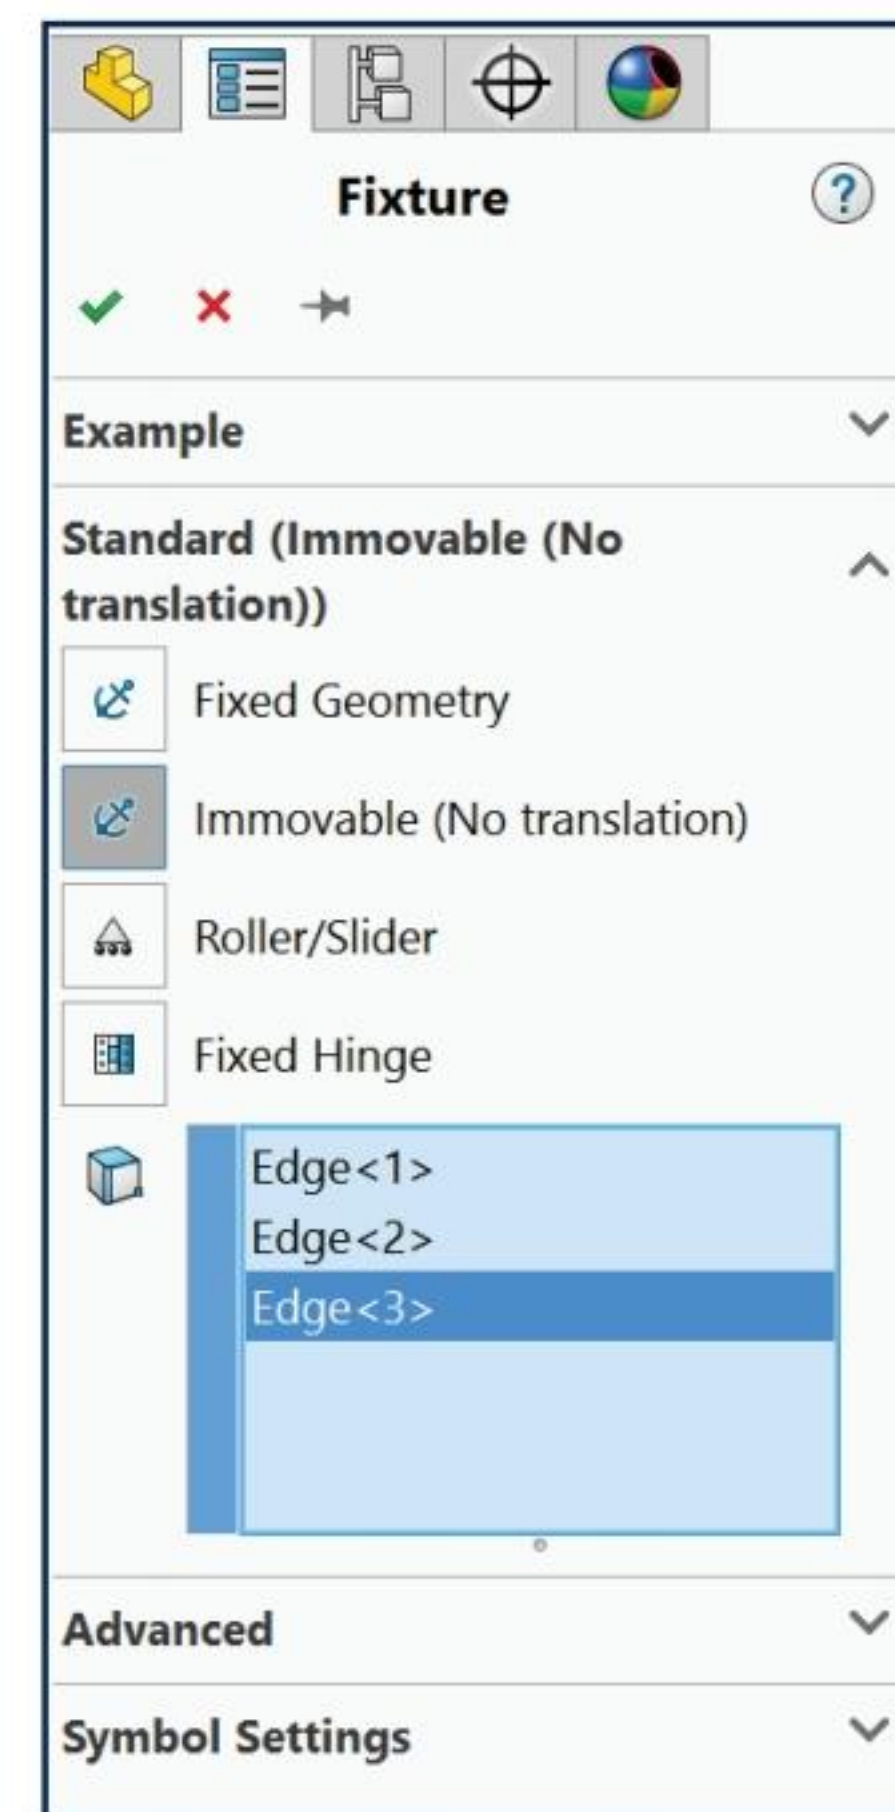 Fixture
?
Example
Standard (Immovable (No
translation))
Fixed Geometry
Immovable (No translation)
Roller/Slider
Fixed Hinge
Edge<1>
Edge<2>
Edge<3>
Advanced
Symbol Settings